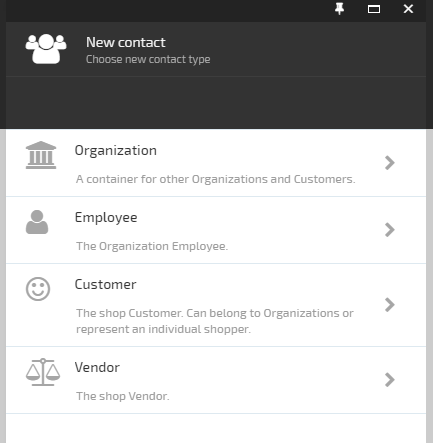 New contact
Choose new contact type
Organization
A container for other Organizations and Customers.
Employee
The Organization Employee.
Customer
The shop Customer. Can belong to Organizations or
represent an individual shopper.
Vendor
The shop Vendor.